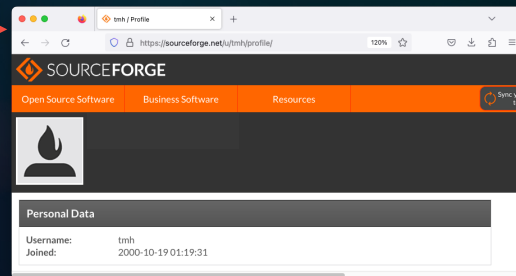 tmh / Profile
https://sourceforge.net/u/tmh/profile/
120%
SOURCEFORGE
Open Source Software Business Software Resources
Sync
Personal Data
Username: tmh
Joined: 2000-10-19 01:19:31